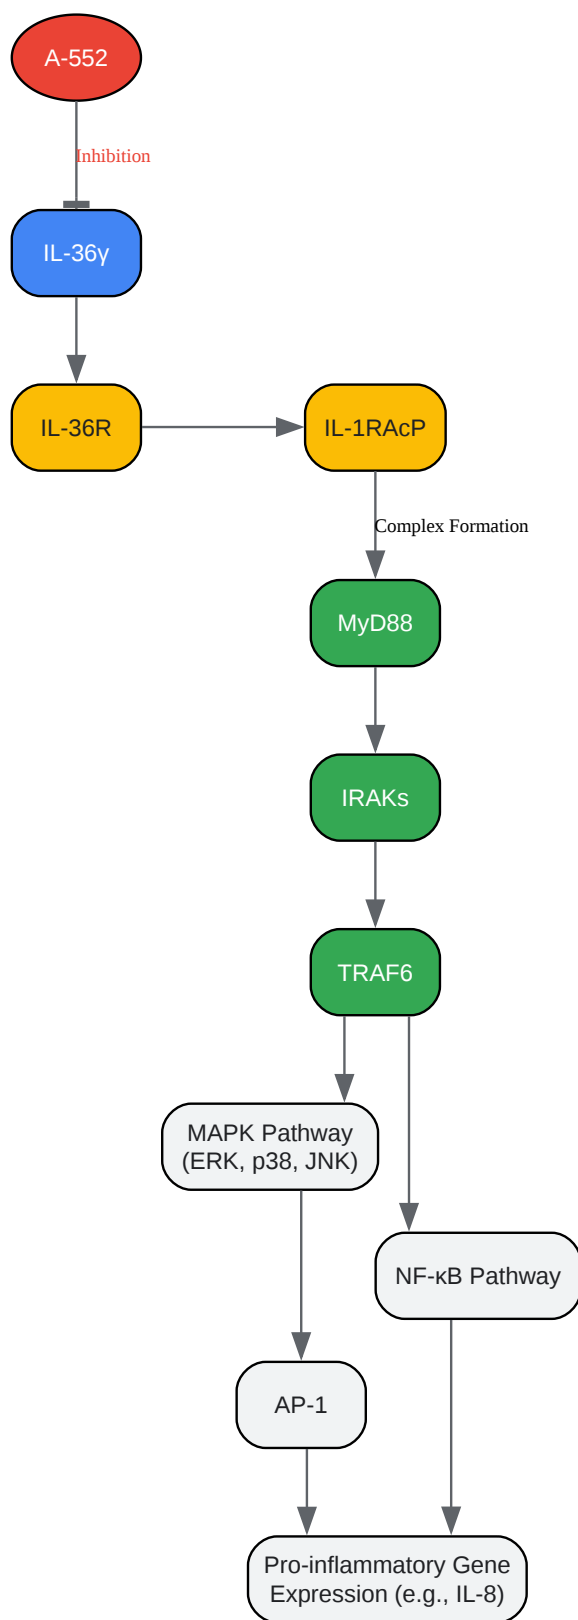 A-552
Inhibition
IL-36γ
IL-36R
IL-1RAcP
Complex Formation
MyD88
IRAKs
TRAF6
MAPK Pathway
(ERK, p38, JNK)
NF-κB Pathway
AP-1
Pro-inflammatory Gene
Expression (e.g., IL-8)